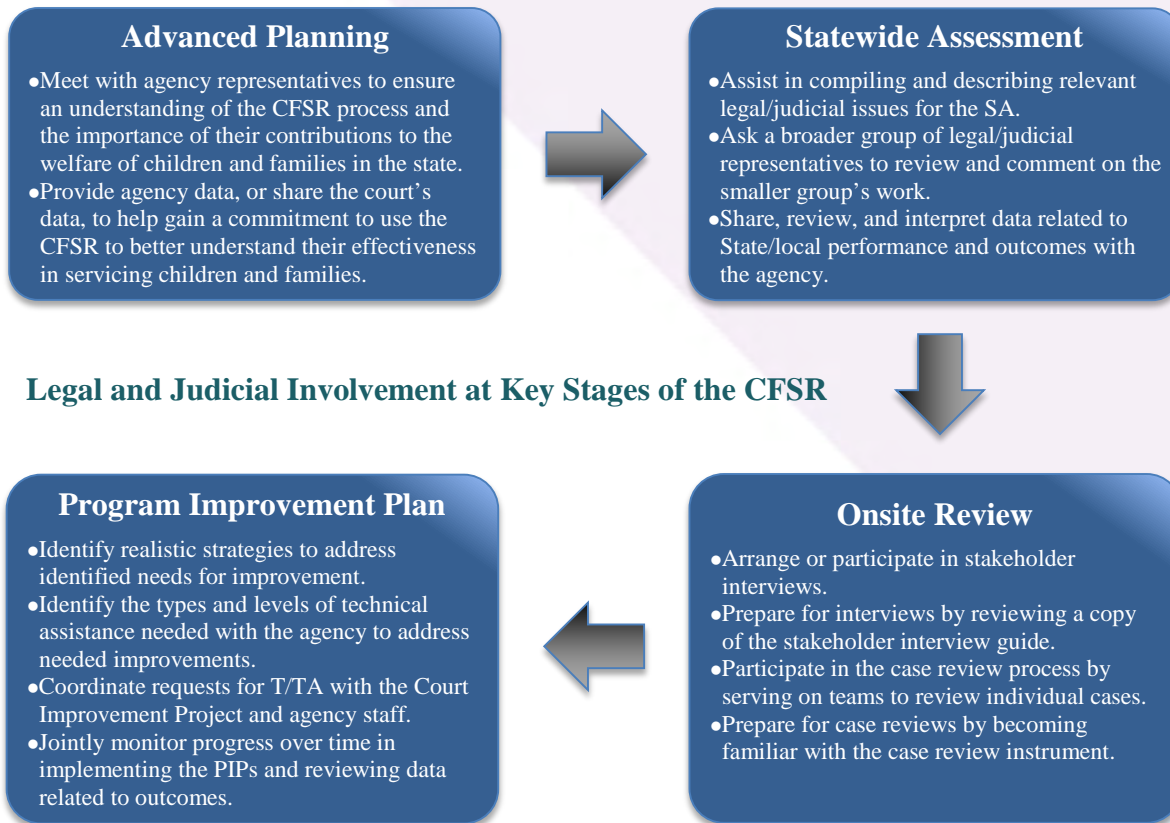 Advanced Planning
●Meet with agency representatives to ensure
an understanding of the CFSR process and
the importance of their contributions to the
welfare of children and families in the state.
●Provide agency data, or share the court's
data, to help gain a commitment to use the
CFSR to better understand their effectiveness
in servicing children and families.
Statewide Assessment
●Assist in compiling and describing relevant
legal/judicial issues for the SA.
●Ask a broader group of legal/judicial
representatives to review and comment on the
smaller group's work.
●Share, review, and interpret data related to
State/local performance and outcomes with
the agency.
Legal and Judicial Involvement at Key Stages of the CFSR
Onsite Review
●Arrange or participate in stakeholder
interviews.
●Prepare for interviews by reviewing a copy
of the stakeholder interview guide.
●Participate in the case review process by
serving on teams to review individual cases.
●Prepare for case reviews by becoming
familiar with the case review instrument.
Program Improvement Plan
●Identify realistic strategies to address
identified needs for improvement.
●Identify the types and levels of technical
assistance needed with the agency to address
needed improvements.
●Coordinate requests for T/TA with the Court
Improvement Project and agency staff.
●Jointly monitor progress over time in
implementing the PIPs and reviewing data
related to outcomes.